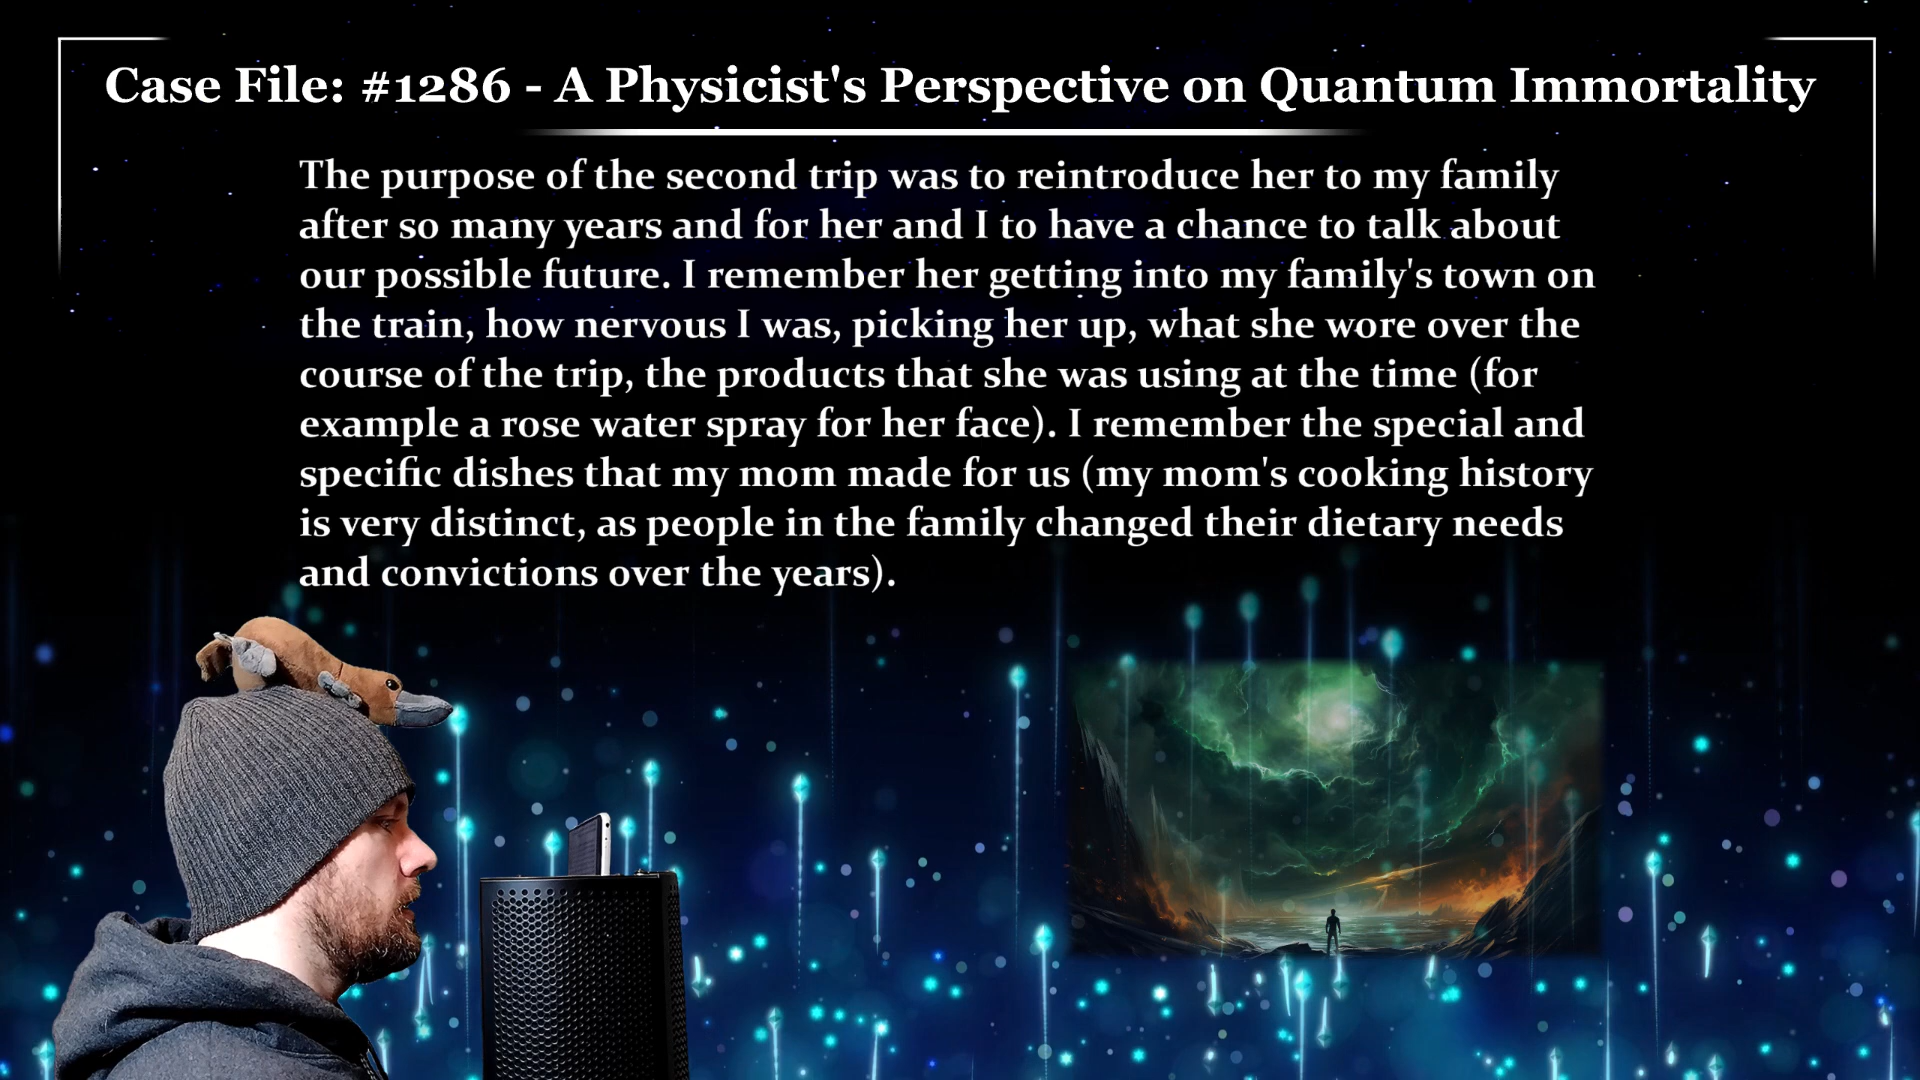 Case File: #1286 - A Physicist's Perspective on Quantum Immortality
The purpose of the second trip was to reintroduce her to my family
after so many years and for her and I to have a chance to talk about
our possible future. I remember her getting into my family's town on
the train, how nervous I was, picking her up, what she wore over the
course of the trip, the products that she was using at the time (for
example a rose water spray for her face). I remember the special and
specific dishes that my mom made for us (my mom's cooking history
is very distinct, as people in the family changed their dietary needs
and convictions over the years).